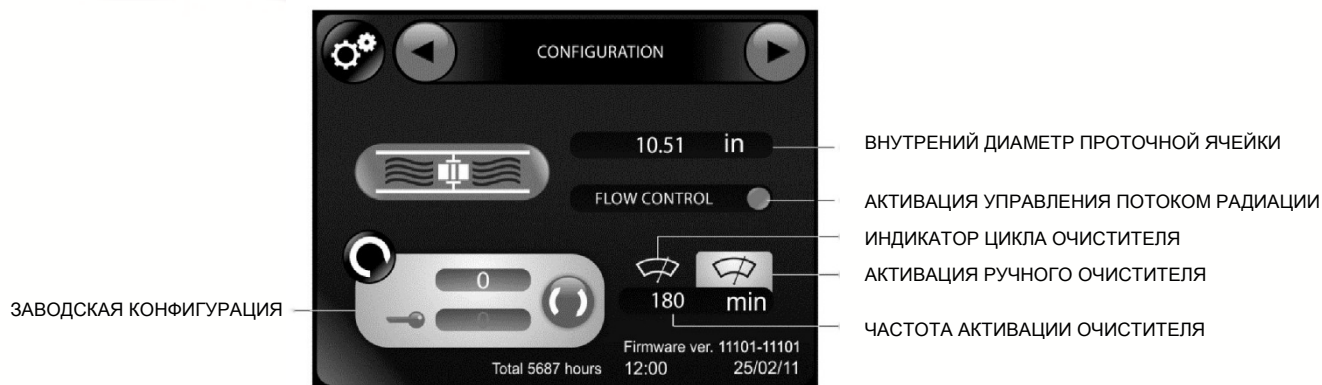 CONFIGURATION
10.51 in
ВНУТРЕНИЙ ДИАМЕТР ПРОТОЧНОЙ ЯЧЕЙКИ
FLOW CONTROL
АКТИВАЦИЯ УПРАВЛЕНИЯ ПОТОКОМ РАДИАЦИИ
ИНДИКАТОР ЦИКЛА ОЧИСТИТЕЛЯ
АКТИВАЦИЯ РУЧНОГО ОЧИСТИТЕЛЯ
0
180 min
ЗАВОДСКАЯ КОНФИГУРАЦИЯ
0
ЧАСТОТА АКТИВАЦИИ ОЧИСТИТЕЛЯ
Firmware ver. 11101-11101
Total 5687 hours 12:00 25/02/11